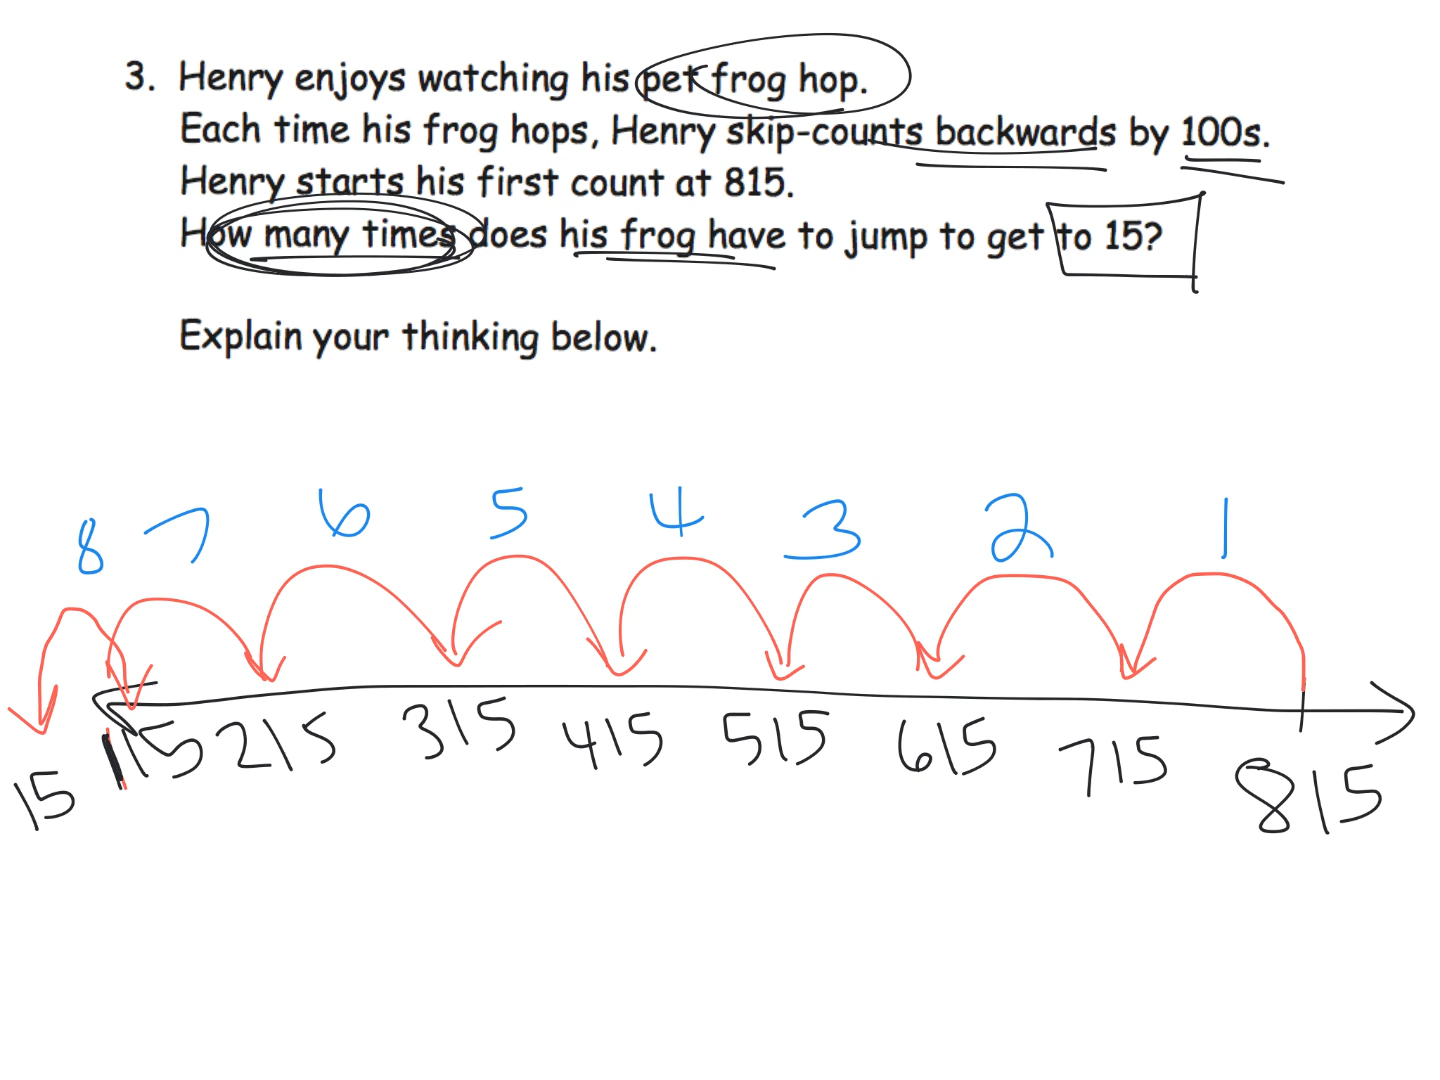 3. Henry enjoys watching his pet frog hop.
Each time his frog hops, Henry skip-counts backwards by 100s.
Henry starts his first count at 815.
How many times does his frog have to jump to get to 15?
Explain your thinking below.
8 7 6 5 4 3 2 1
15 115 215 315 415 515 615 715 815